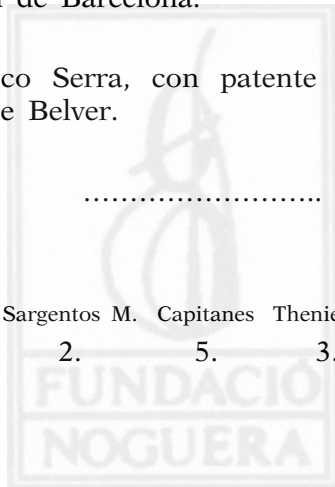 de Barcelona.
co Serra, con patente
e Belver.
...........................
Sargentos M. Capitanes Thenie
2. 5. 3.
FUNDACIÓ
NOGUERA